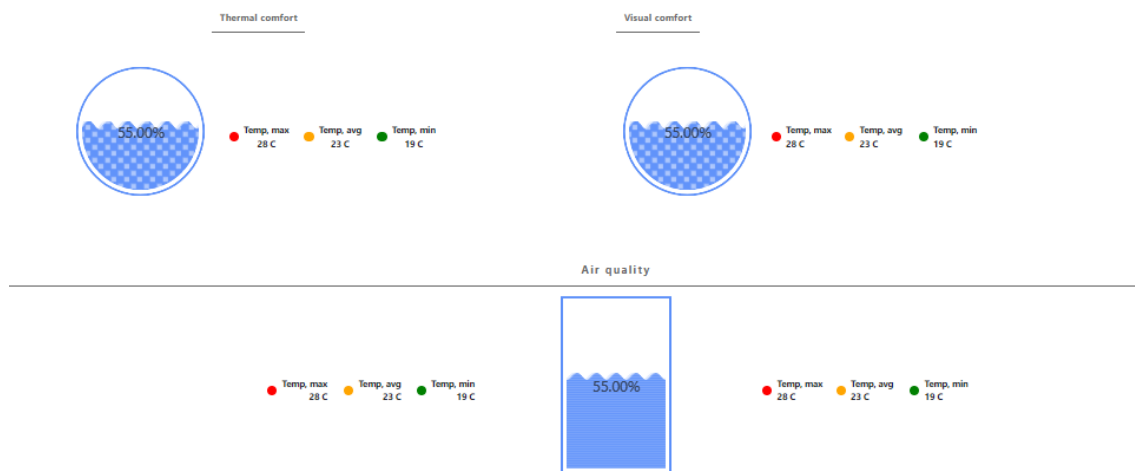 Thermal comfort
Visual comfort
55.00%
Temp, max
28 C
Temp, avg
23 C
Temp, min
19 C
55.00%
Temp, max
28 C
Temp, avg
23 C
Temp, min
19 C
Air quality
Temp, max
28 C
Temp, avg
23 C
Temp, min
19 C
55.00%
Temp, max
28 C
Temp, avg
23 C
Temp, min
19 C